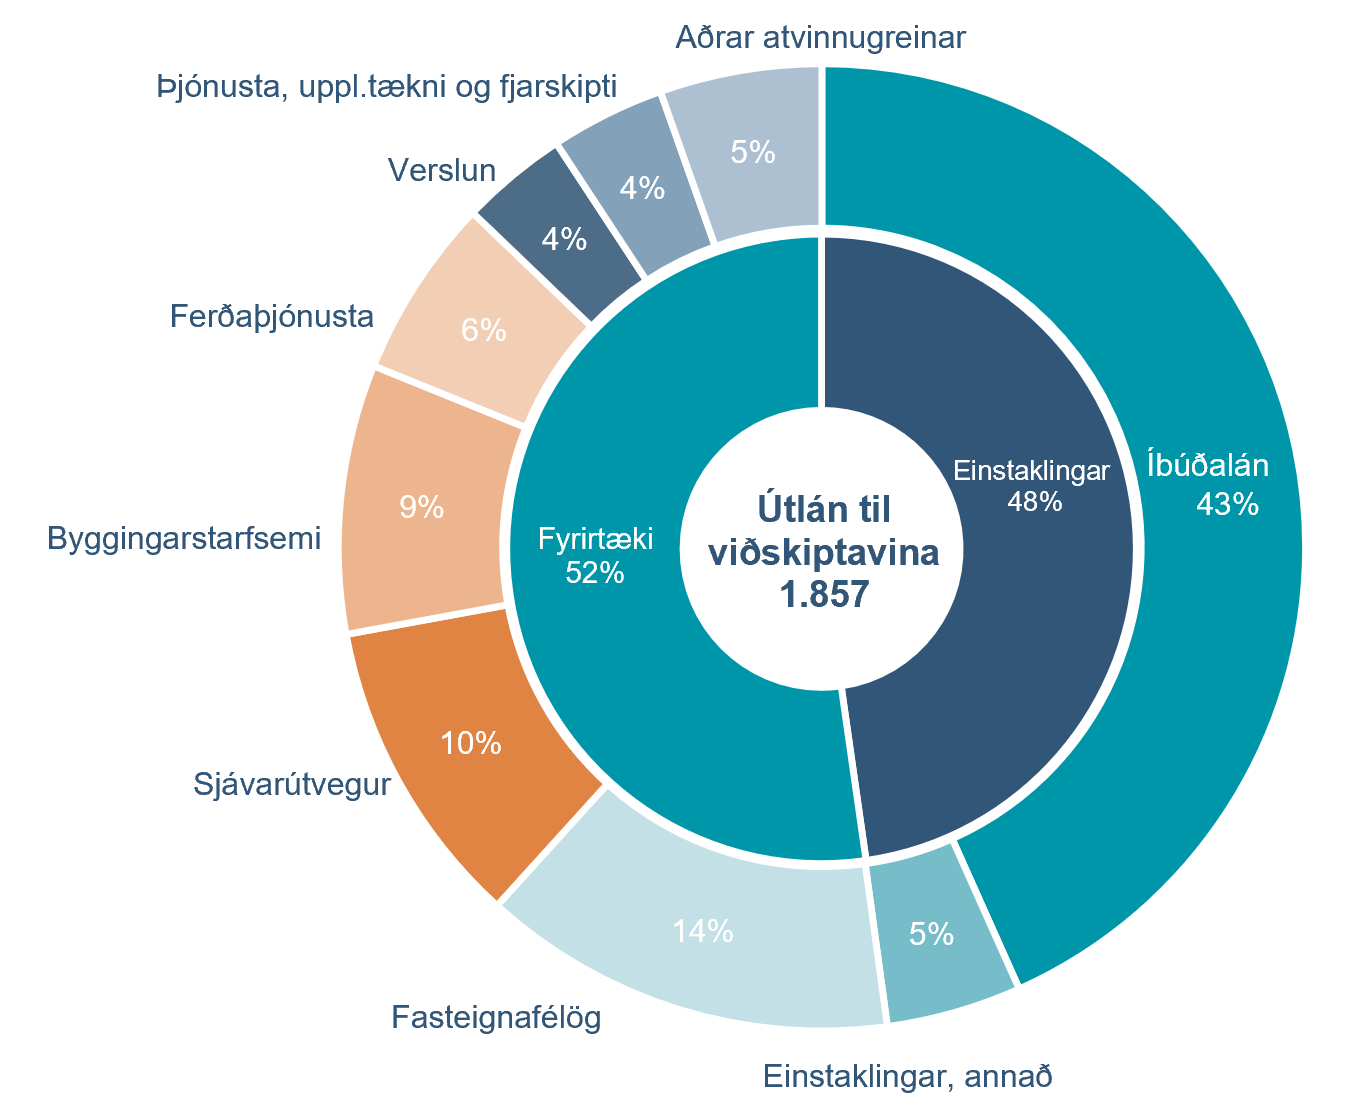 Aðrar atvinnugreinar
5%
Þjónusta, uppl.tækni og fjarskipti
4%
Verslun
4%
Ferðaþjónusta
6%
Byggingarstarfsemi
9%
Sjávarútvegur
10%
Fasteignafélög
14%
Einstaklingar, annað
5%
Íbúðalán
43%
Einstaklingar
48%
Fyrirtæki
52%
Útlán til
viðskiptavina
1.857